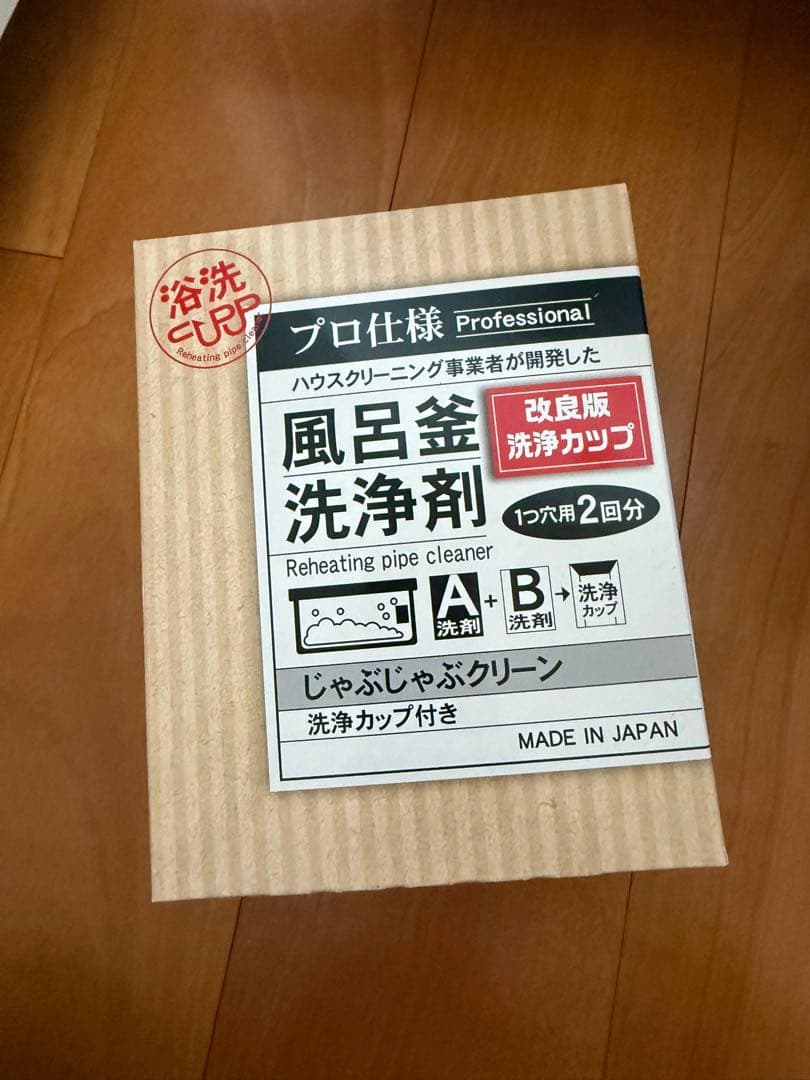 浴洗
CUPP
Reheating pipe cleaner
プロ仕様 Professional
ハウスクリーニング事業者が開発した
風呂釜
洗浄剤
改良版
洗浄カップ
1つ穴用2回分
Reheating pipe cleaner
A
洗剤
+
B
洗剤
→
洗浄
カップ
じゃぶじゃぶクリーン
洗浄カップ付き
MADE IN JAPAN